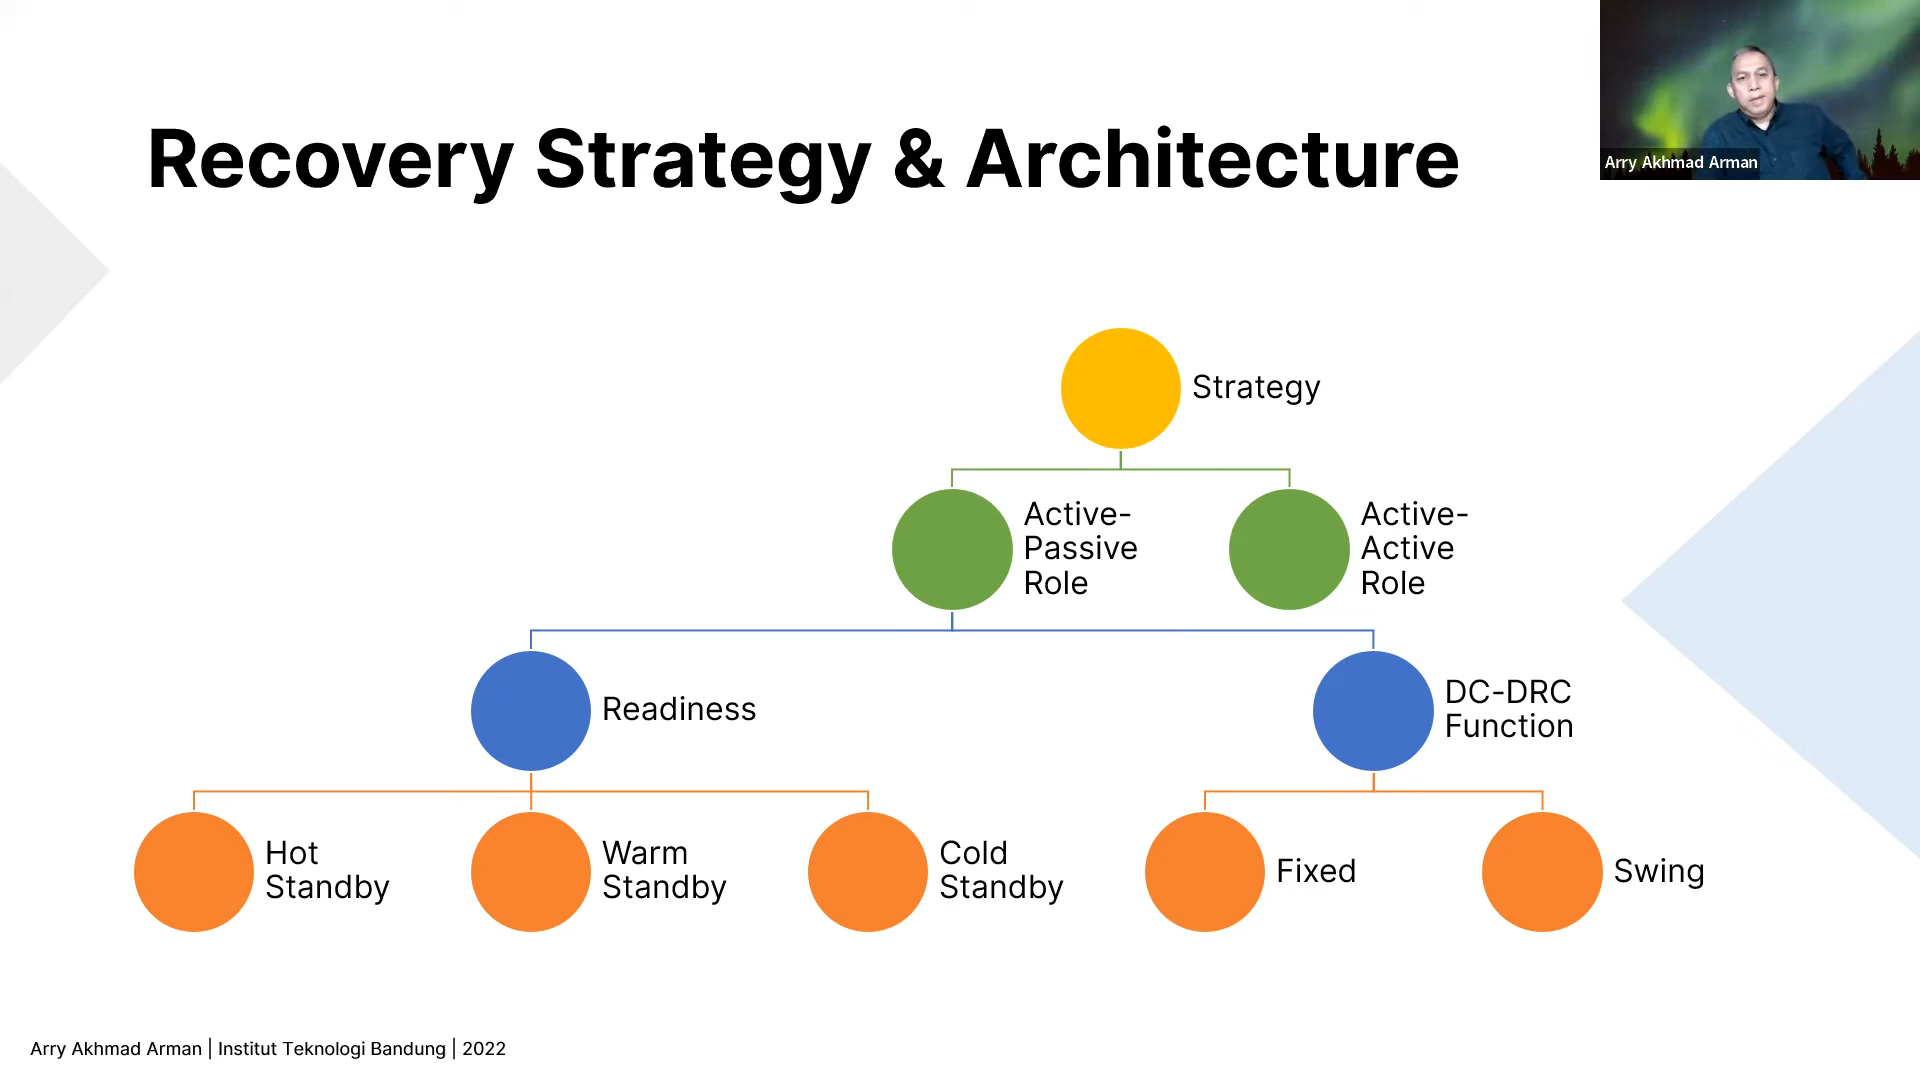 Recovery Strategy & Architecture
Arry Akhmad Arman
Strategy
Active-
Passive
Role
Active-
Active
Role
Readiness
DC-DRC
Function
Hot
Standby
Warm
Standby
Cold
Standby
Fixed
Swing
Arry Akhmad Arman | Institut Teknologi Bandung | 2022